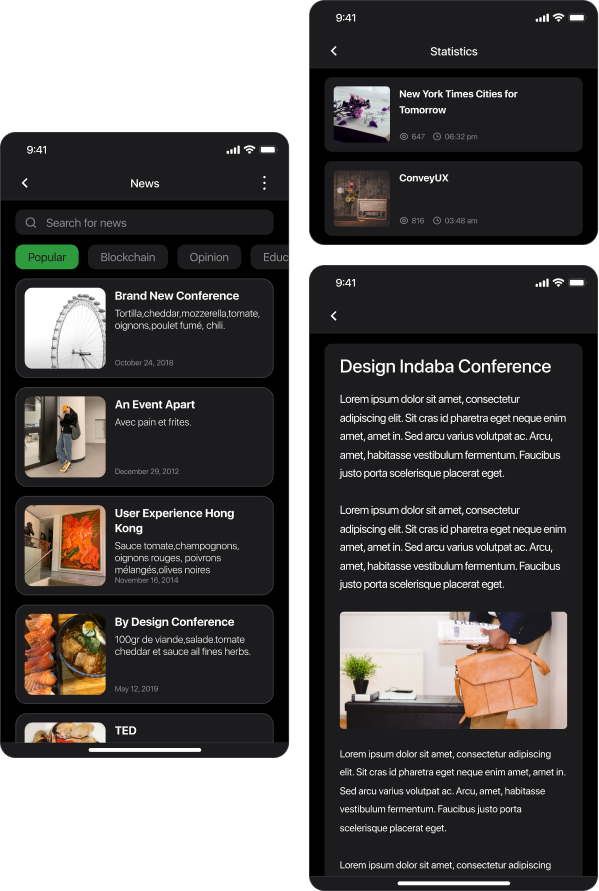 9:41
News
Search for news
Popular
Blockchain
Opinion
Educ
Brand New Conference
Tortilla,cheddar,mozzerella,tomate,
oignons,poulet fumé, chili.
October 24, 2018
An Event Apart
Avec pain et frites.
December 29, 2012
User Experience Hong
Kong
Sauce tomate,champognons,
oignons rouges, poivrons
mélangés,olives noires
November 16, 2014
By Design Conference
100gr de viande,salade.tomate
cheddar et sauce ail fines herbs.
May 12, 2019
TED
9:41
Statistics
New York Times Cities for
Tomorrow
647
06:32 pm
ConveyUX
816
03:48 am
9:41
Design Indaba Conference
Lorem ipsum dolor sit amet, consectetur
adipiscing elit. Sit cras id pharetra eget neque enim
amet, amet in. Sed arcu varius volutpat ac. Arcu,
amet, habitasse vestibulum fermentum. Faucibus
justo porta scelerisque placerat eget.
Lorem ipsum dolor sit amet, consectetur
adipiscing elit. Sit cras id pharetra eget neque enim
amet, amet in. Sed arcu varius volutpat ac. Arcu,
amet, habitasse vestibulum fermentum. Faucibus
justo porta scelerisque placerat eget.
Lorem ipsum dolor sit amet, consectetur adipiscing
elit. Sit cras id pharetra eget neque enim amet, amet in.
Sed arcu varius volutpat ac. Arcu, amet, habitasse
vestibulum fermentum. Faucibus justo porta
scelerisque placerat eget.
Lorem ipsum dolor sit amet, consectetur adipiscing